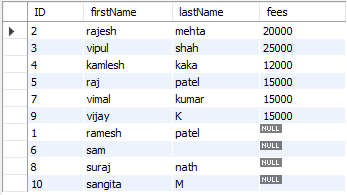 ID firstName lastName fees
2 rajesh mehta 20000
3 vipul shah 25000
4 kamlesh kaka 12000
5 raj patel 15000
7 vimal kumar 15000
9 vijay K 15000
1 ramesh patel NULL
6 sam NULL
8 suraj nath NULL
10 sangita M NULL